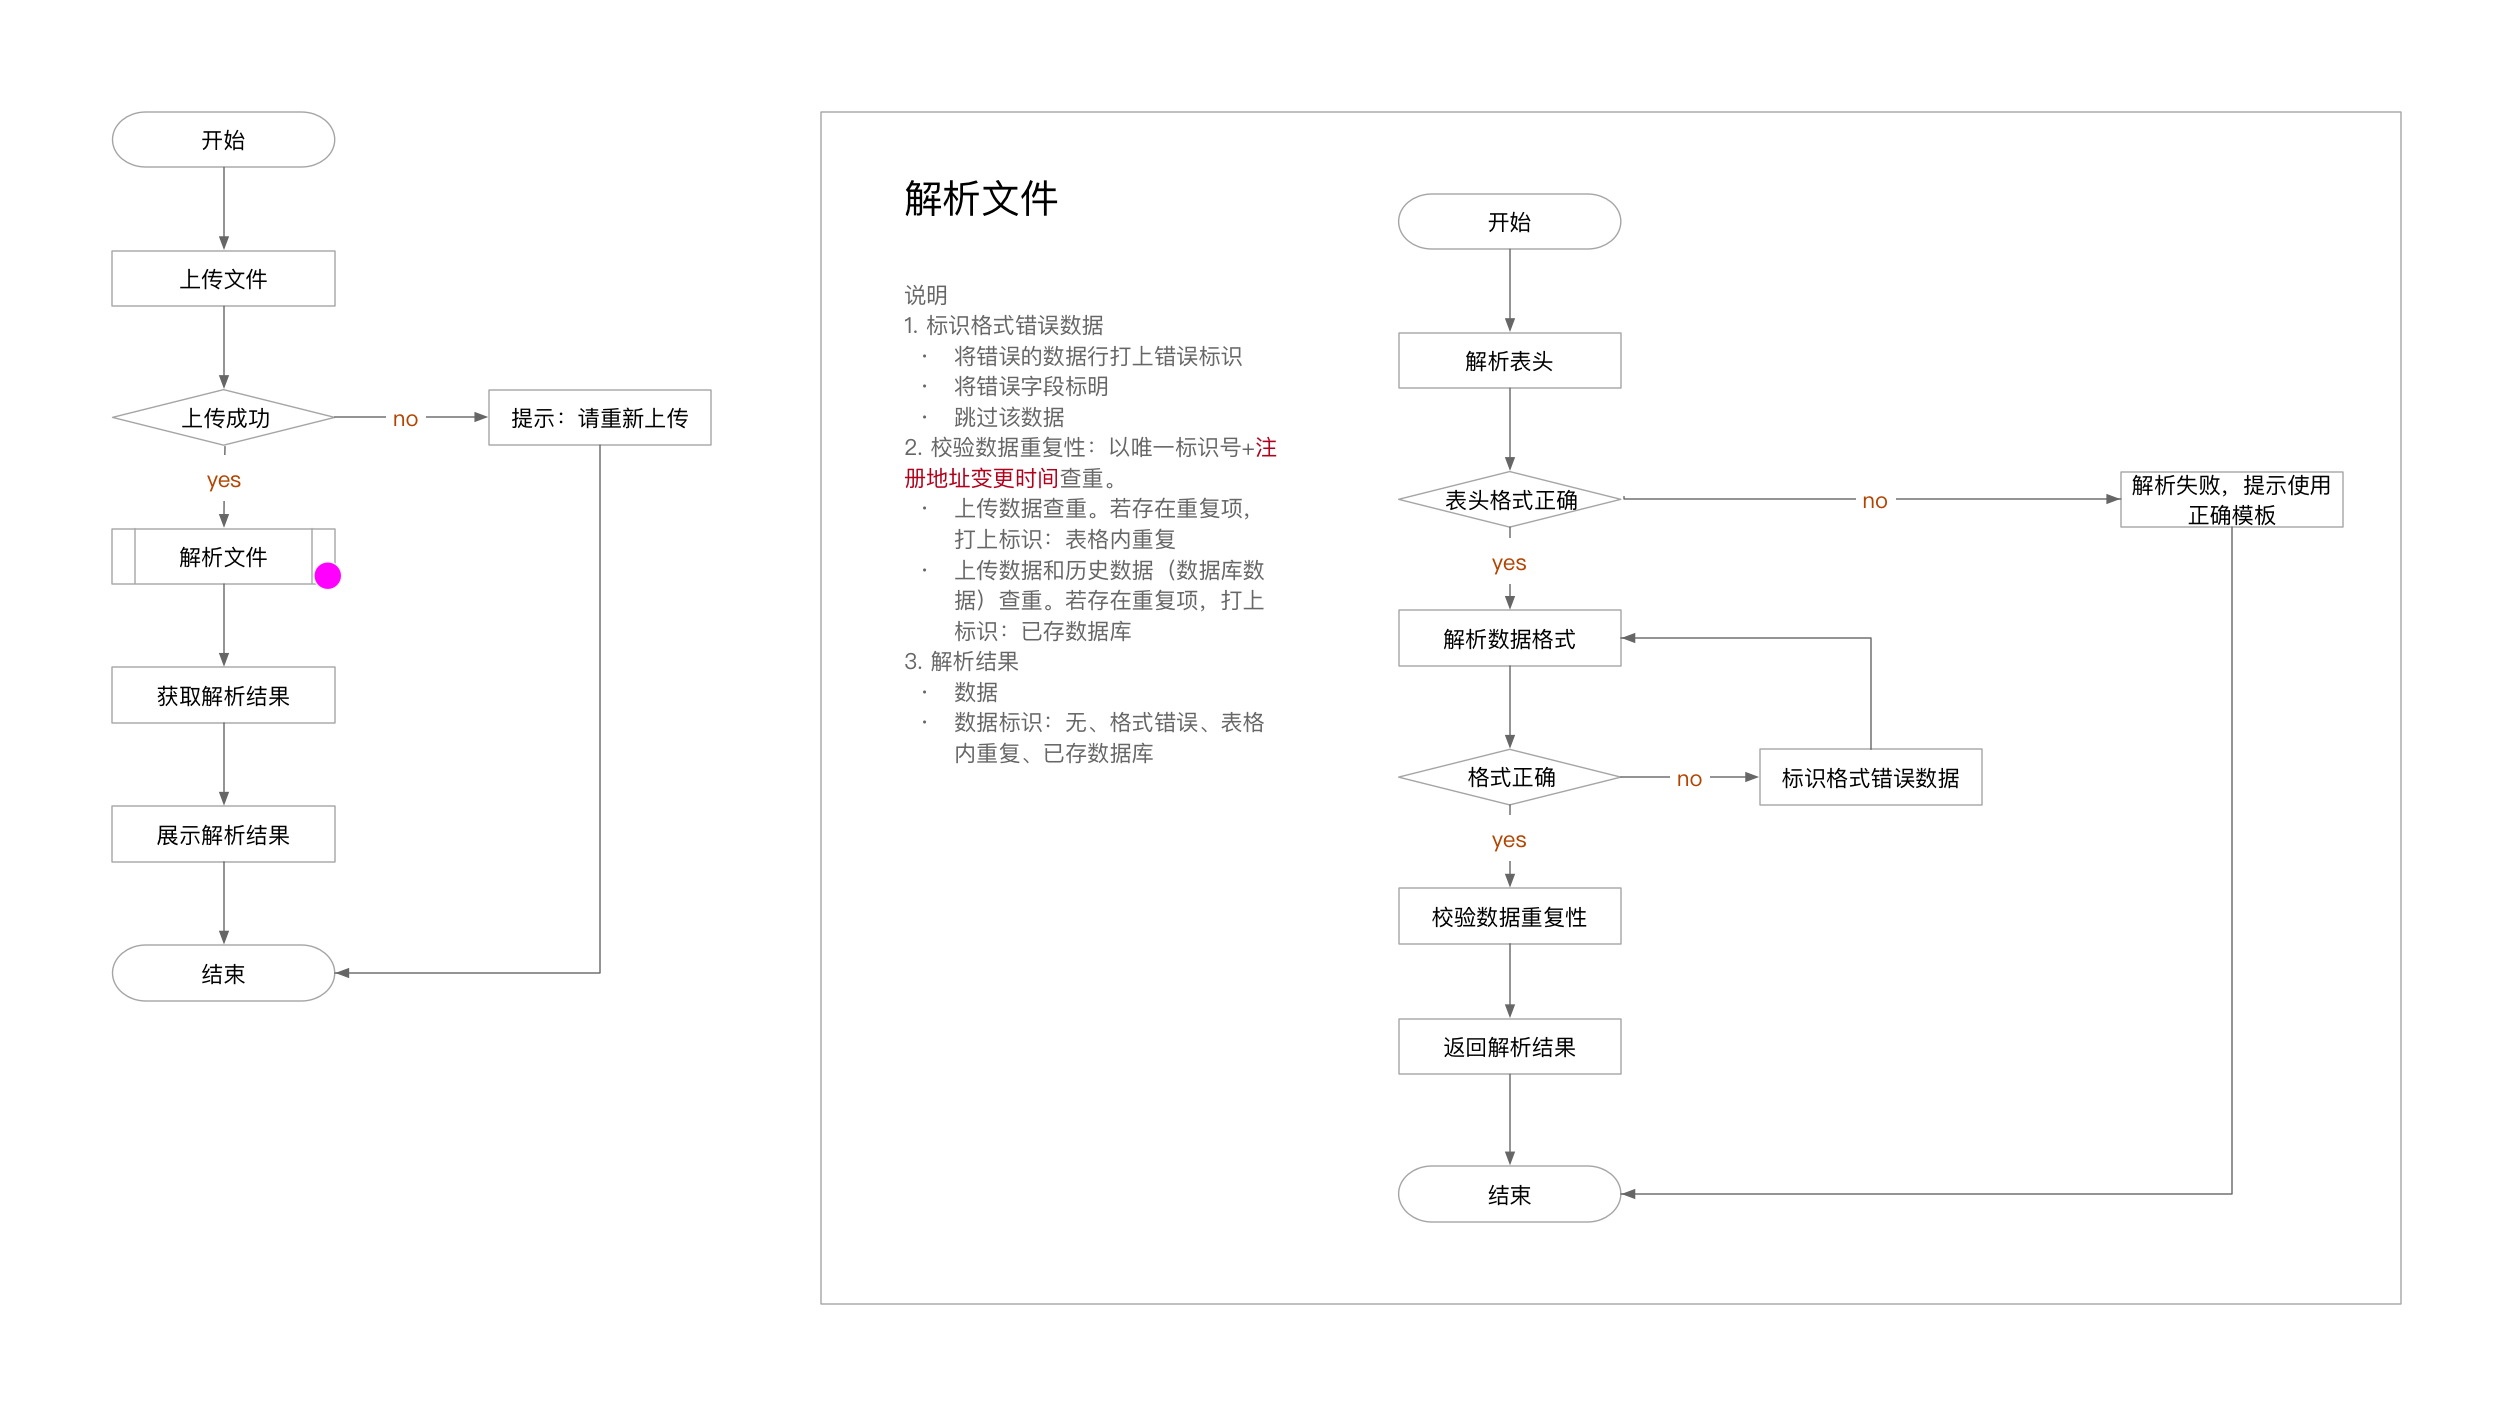 开始
上传文件
上传成功
no
提示：请重新上传
yes
解析文件
获取解析结果
展示解析结果
结束
解析文件
说明
1. 标识格式错误数据
· 将错误的数据行打上错误标识
· 将错误字段标明
· 跳过该数据
2. 校验数据重复性：以唯一标识号+注
册地址变更时间查重。
· 上传数据查重。若存在重复项，
打上标识：表格内重复
· 上传数据和历史数据（数据库数
据）查重。若存在重复项，打上
标识：已存数据库
3. 解析结果
· 数据
· 数据标识：无、格式错误、表格
内重复、已存数据库
开始
解析表头
表头格式正确
no
解析失败，提示使用
正确模板
yes
解析数据格式
格式正确
no
标识格式错误数据
yes
校验数据重复性
返回解析结果
结束